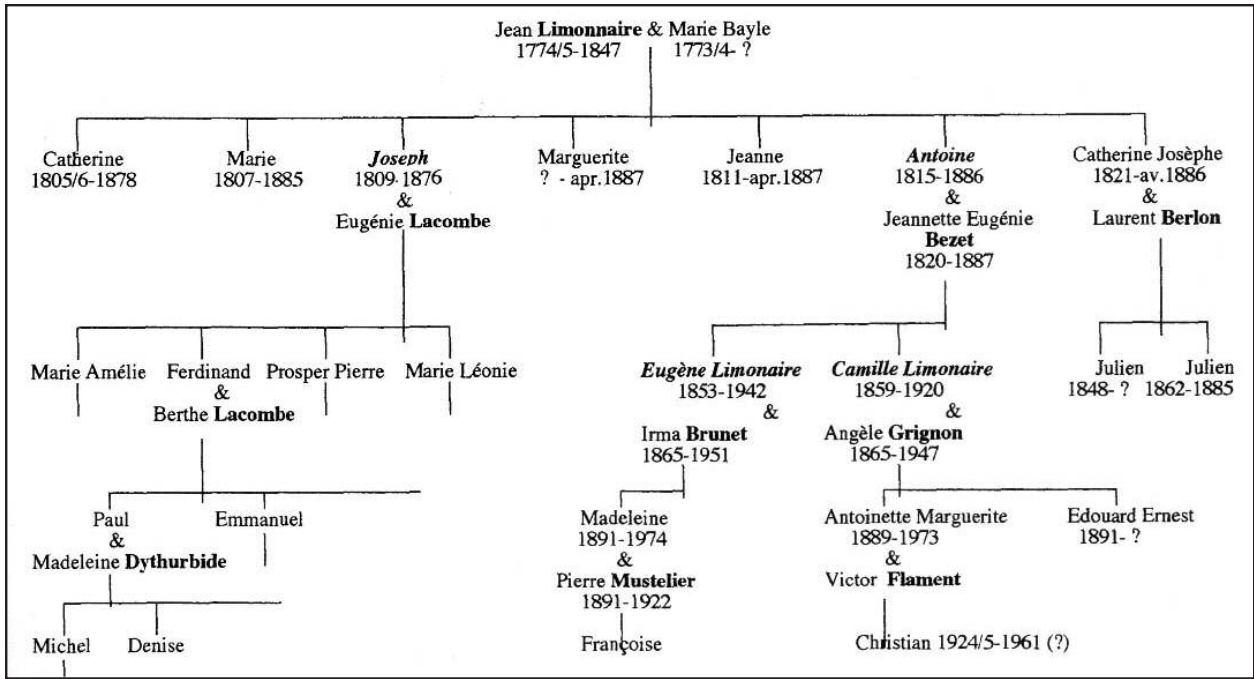 Jean Limonnaire & Marie Bayle
1774/5-1847 1773/4- ?
Catherine Marie Joseph Marguerite Jeanne Antoine Catherine Josèphe
1805/6-1878 1807-1885 1809-1876 ? - apr.1887 1811-apr.1887 1815-1886 1821-av.1886
& & &
Eugénie Lacombe Jeannette Eugénie Laurent Berlon
Bezet
1820-1887
Marie Amélie Ferdinand Prosper Pierre Marie Léonie Eugène Limonaire Camille Limonaire Julien Julien
& 1853-1942 1859-1920 1848- ? 1862-1885
Berthe Lacombe & &
Irma Brunet Angèle Grignon
1865-1951 1865-1947
Paul Emmanuel Madeleine Antoinette Marguerite Edouard Ernest
& 1891-1974 1889-1973 1891- ?
Madeleine Dythurbide & &
Pierre Mustelier Victor Flament
1891-1922
Michel Denise Françoise Christian 1924/5-1961 (?)